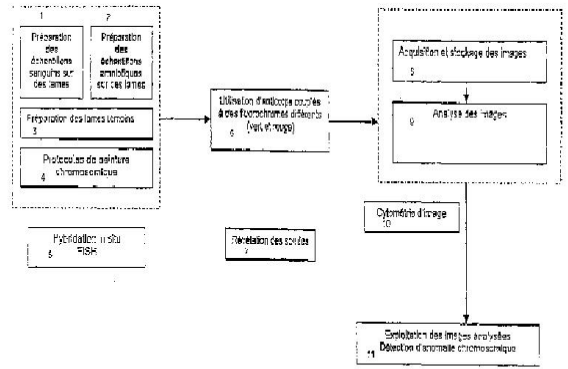 1
2
Préparation
des
échantillons
sanguins sur
des lames
Préparation
des
échantillons
amniotiques
sur des lames
Préparation des lames témoins
3
Protocoles de peinture
chromosomique
4
Hybridation in situ
5 FISH
Utilisation d'anticorps couplés
à des fluorochromes différents
6 (vert et rouge)
Révélation des sondes
7
Acquisition et stockage des images
8
Analyse des images
9
Cytométrie d'image
10
Exploitation des images analysées
11 Détection d'anomalie chromosomique